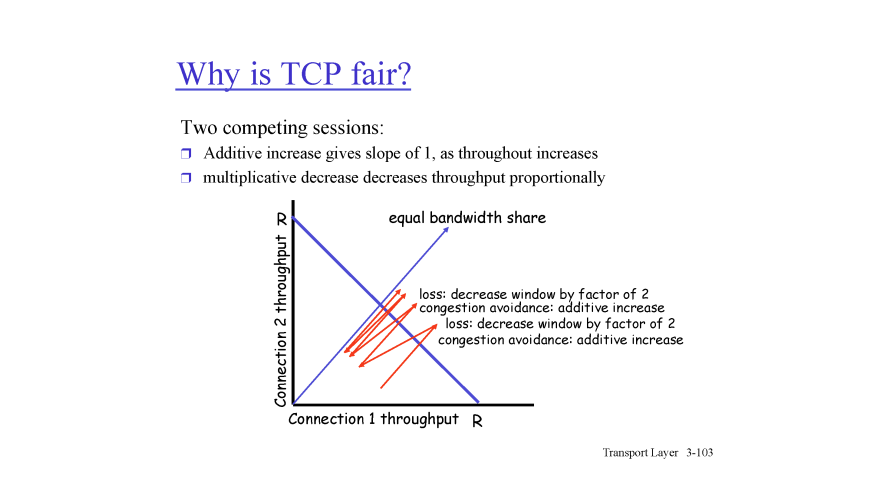 Why is TCP fair?
Two competing sessions:
❒ Additive increase gives slope of 1, as throughout increases
❒ multiplicative decrease decreases throughput proportionally
R
equal bandwidth share
Connection 2 throughput
loss: decrease window by factor of 2
congestion avoidance: additive increase
loss: decrease window by factor of 2
congestion avoidance: additive increase
Connection 1 throughput
R
Transport Layer 3-103